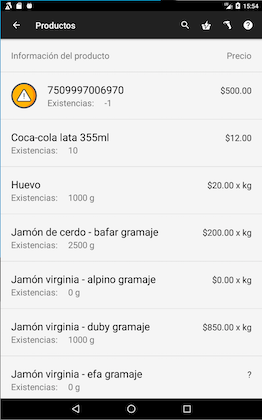 15:54
Productos
Información del producto Precio
7509997006970 $500.00
Existencias: -1
Coca-cola lata 355ml $12.00
Existencias: 10
Huevo $20.00 x kg
Existencias: 1000 g
Jamón de cerdo - bafar gramaje $200.00 x kg
Existencias: 2500 g
Jamón virginia - alpino gramaje $0.00 x kg
Existencias: 0 g
Jamón virginia - duby gramaje $850.00 x kg
Existencias: 1000 g
Jamón virginia - efa gramaje ?
Existencias: 0 g